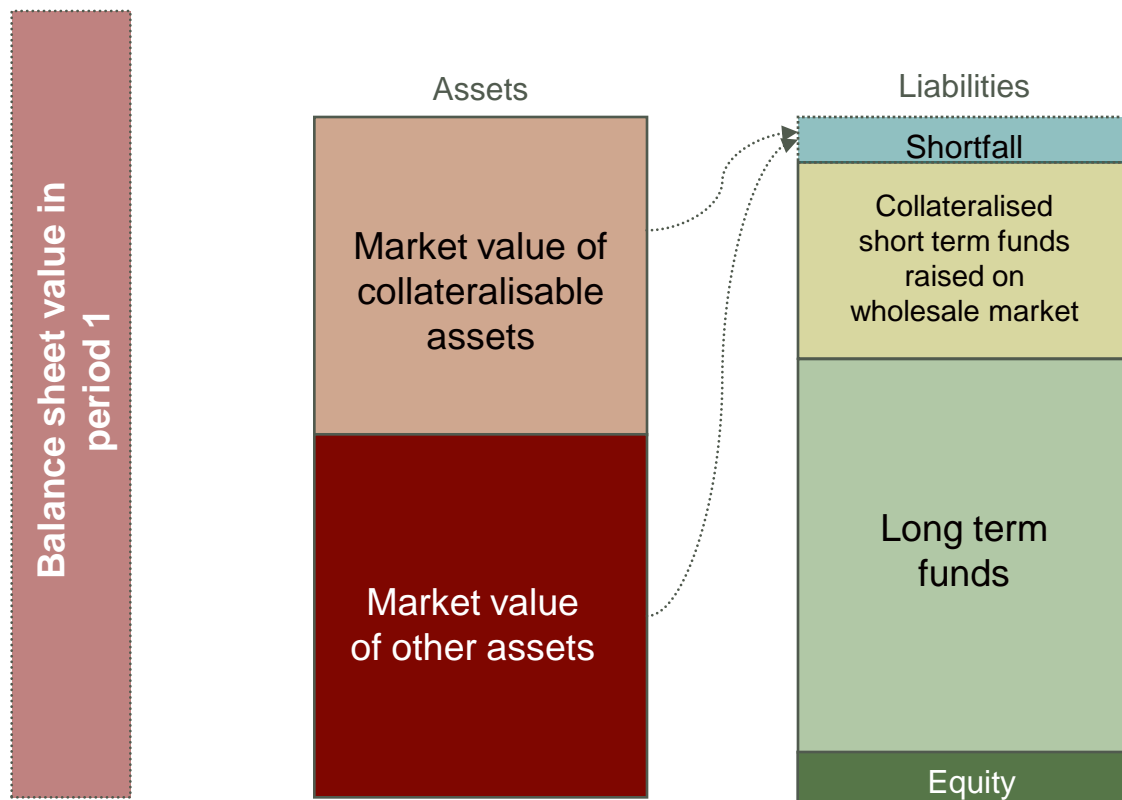 Balance sheet value in
period 1
Assets
Market value of
collateralisable
assets
Market value
of other assets
Liabilities
Shortfall
Collateralised
short term funds
raised on
wholesale market
Long term
funds
Equity